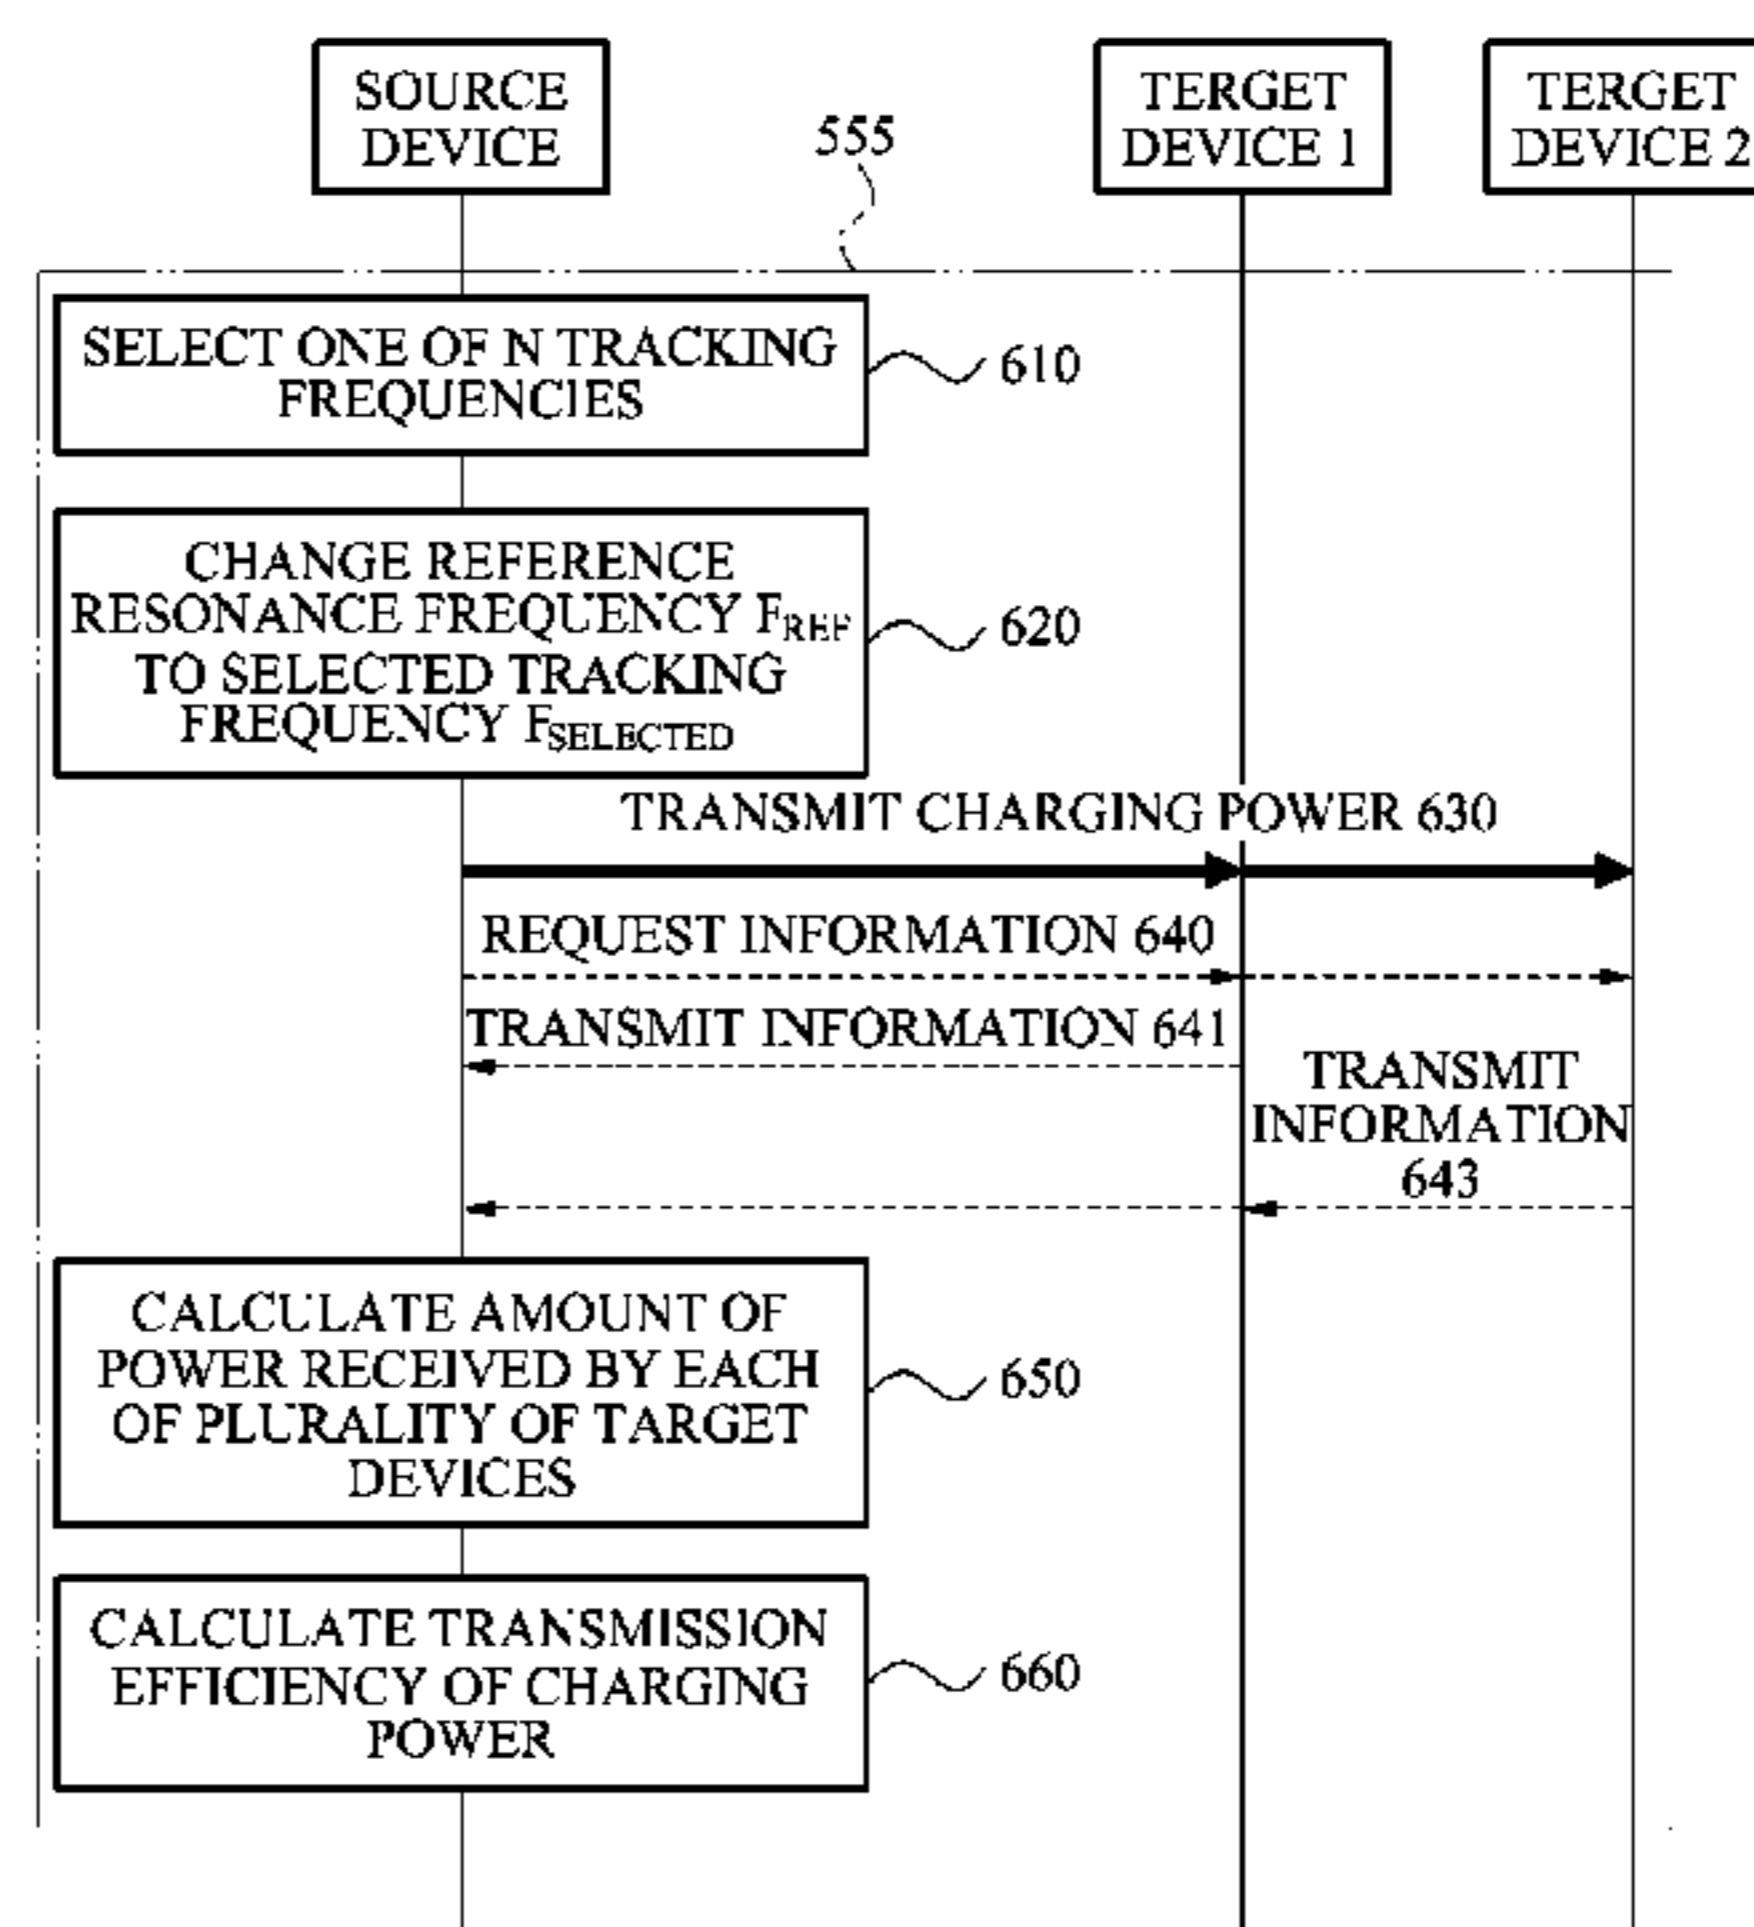 SOURCE
DEVICE
555
TERGET
DEVICE 1
TERGET
DEVICE 2
SELECT ONE OF N TRACKING
FREQUENCIES
610
CHANGE REFERENCE
RESONANCE FREQUENCY FREF
TO SELECTED TRACKING
FREQUENCY FSELECTED
620
TRANSMIT CHARGING POWER 630
REQUEST INFORMATION 640
TRANSMIT INFORMATION 641
TRANSMIT
INFORMATION
643
CALCULATE AMOUNT OF
POWER RECEIVED BY EACH
OF PLURALITY OF TARGET
DEVICES
650
CALCULATE TRANSMISSION
EFFICIENCY OF CHARGING
POWER
660